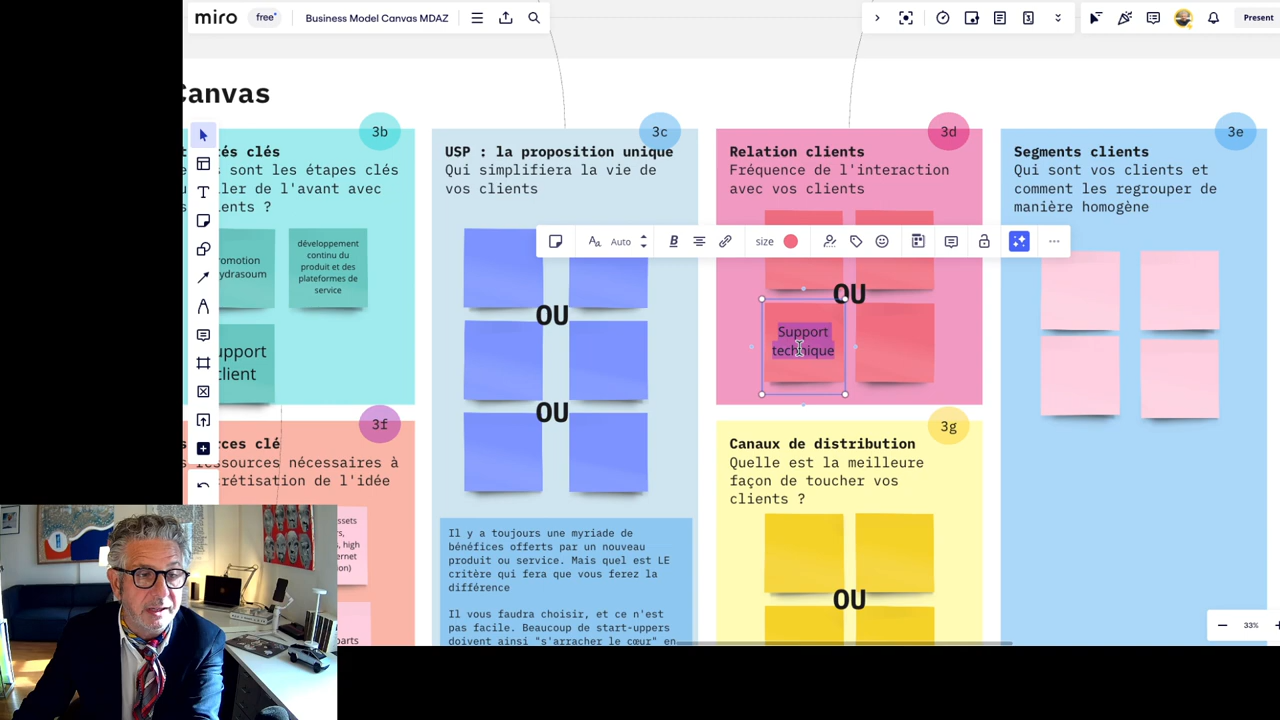 miro free* Business Model Canvas MDAZ
Present
Canvas
3b
3c
3d
3e
clés
sont les étapes clés
ller de l'avant avec
ents ?
développement
continu du
produit et des
plateformes de
service
USP : la proposition unique
Qui simplifiera la vie de
vos clients
OU
OU
Relation clients
Fréquence de l'interaction
avec vos clients
Auto
B
size
OU
Support
technique
Segments clients
Qui sont vos clients et
comment les regrouper de
manière homogène
3f
ources clé
ressources nécessaires à
crétisation de l'idée
3g
Canaux de distribution
Quelle est la meilleure
façon de toucher vos
clients ?
OU
Il y a toujours une myriade de
bénéfices offerts par un nouveau
produit ou service. Mais quel est LE
critère qui fera que vous ferez la
différence
Il vous faudra choisir, et ce n'est
pas facile. Beaucoup de start-uppers
doivent ainsi "s'arracher le cœur" en
33%